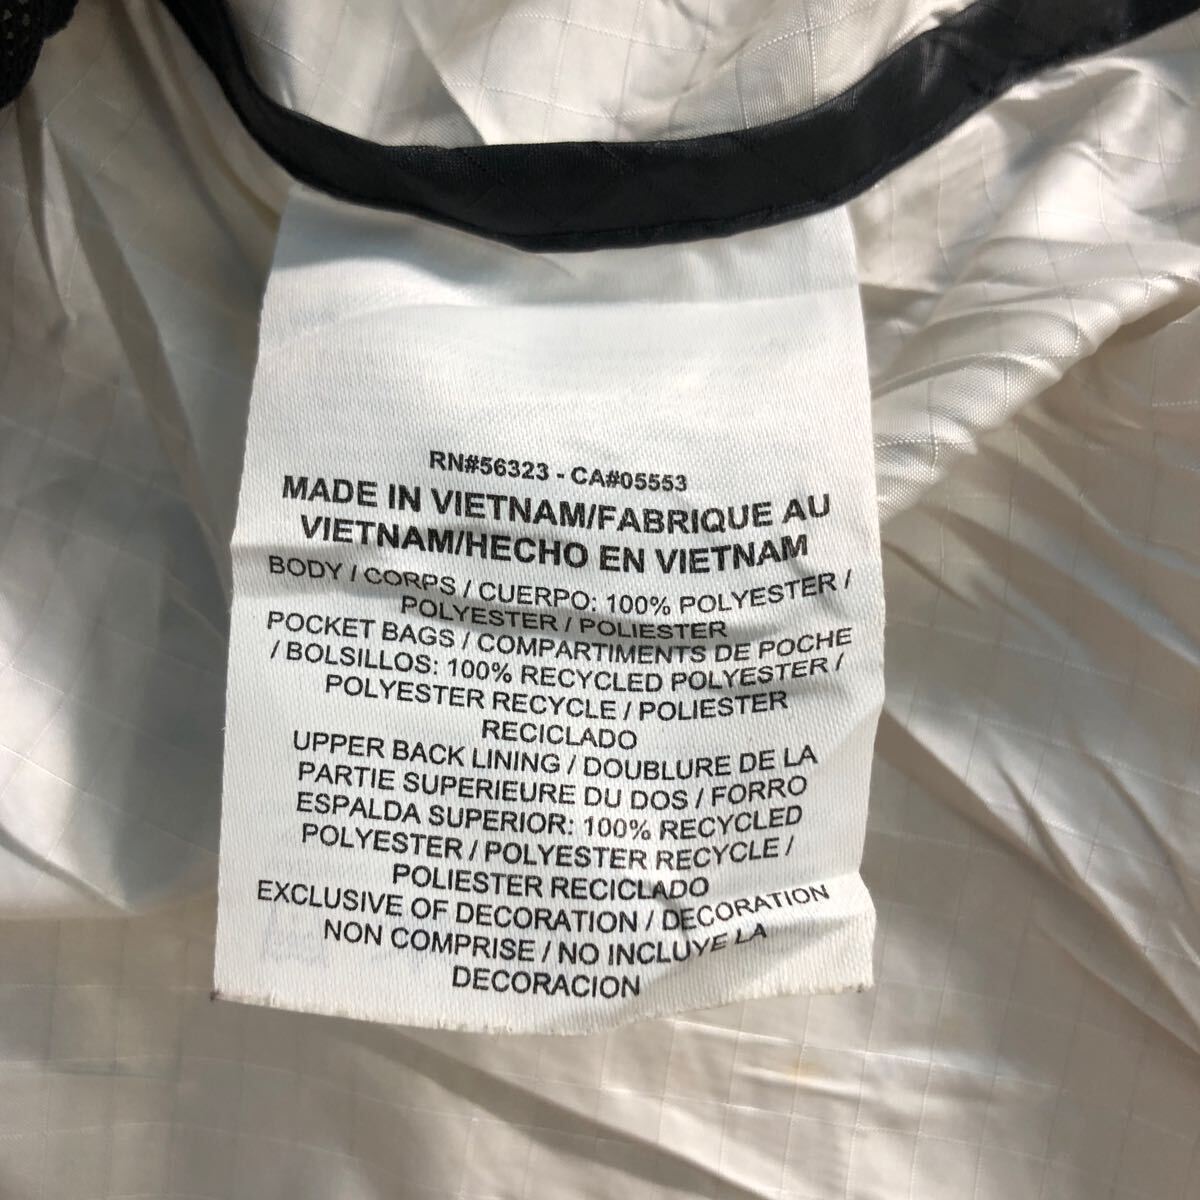 RN#56323 - CA#05553
MADE IN VIETNAM/FABRIQUE AU
VIETNAM/HECHO EN VIETNAM
BODY / CORPS / CUERPO: 100% POLYESTER /
POLYESTER / POLIESTER
POCKET BAGS / COMPARTIMENTS DE POCHE
/ BOLSILLOS: 100% RECYCLED POLYESTER /
POLYESTER RECYCLE / POLIESTER
RECICLADO
UPPER BACK LINING / DOUBLURE DE LA
PARTIE SUPERIEURE DU DOS / FORRO
ESPALDA SUPERIOR: 100% RECYCLED
POLYESTER / POLYESTER RECYCLE /
POLIESTER RECICLADO
EXCLUSIVE OF DECORATION / DECORATION
NON COMPRISE / NO INCLUYE LA
DECORACION